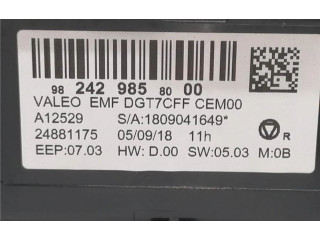 98 242 985 80 00
VALEO EMF DGT7CFF CEM00
A12529 S/A:1809041649*
24881175 05/09/18 11h R
EEP:07.03 HW: D.00 SW:05.03 M:0B